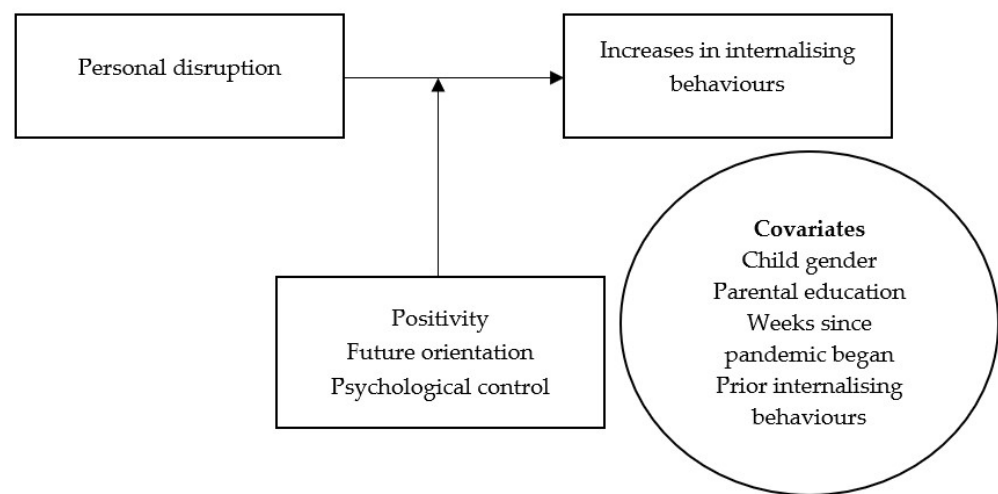 Personal disruption
Increases in internalising
behaviours
Positivity
Future orientation
Psychological control
Covariates
Child gender
Parental education
Weeks since
pandemic began
Prior internalising
behaviours